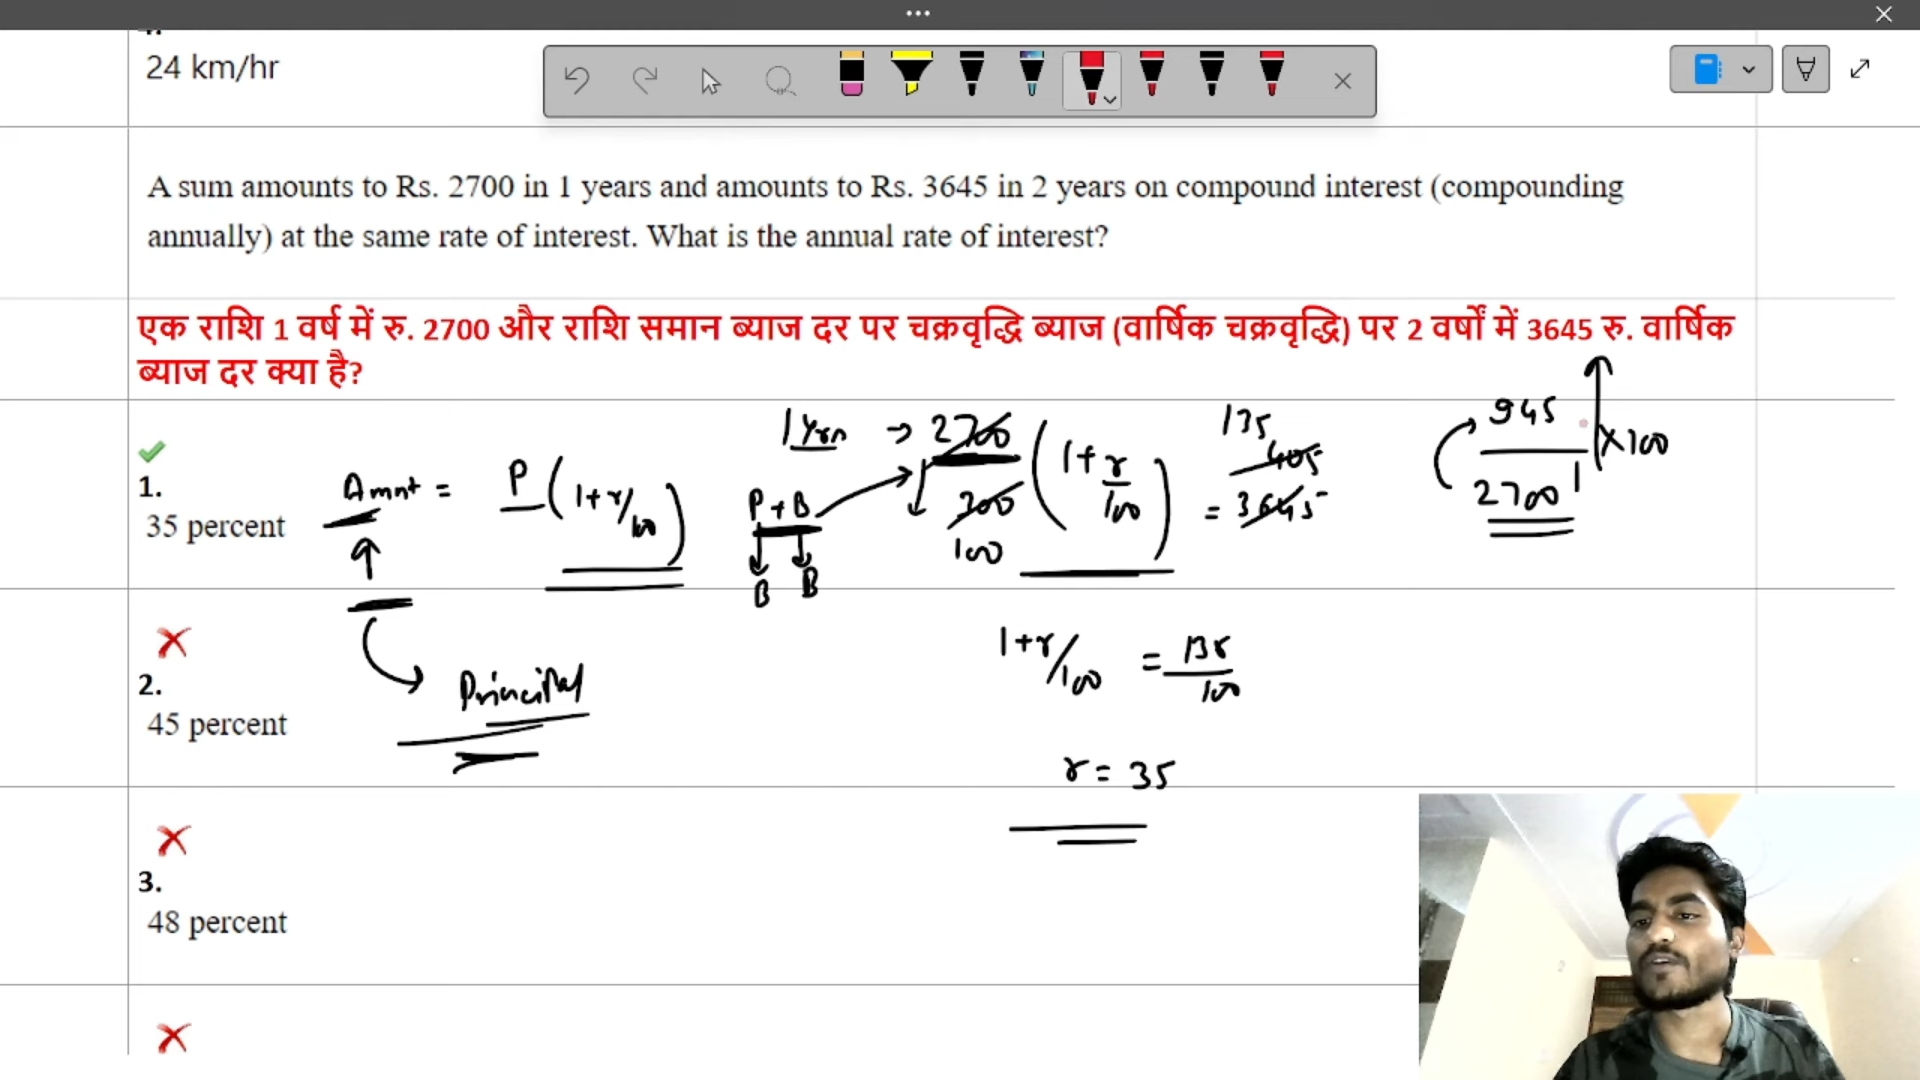 24 km/hr
A sum amounts to Rs. 2700 in 1 years and amounts to Rs. 3645 in 2 years on compound interest (compounding
annually) at the same rate of interest. What is the annual rate of interest?
एक राशि 1 वर्ष में रु. 2700 और राशि समान ब्याज दर पर चक्रवृद्धि ब्याज (वार्षिक चक्रवृद्धि) पर 2 वर्षों में 3645 रु. वार्षिक
ब्याज दर क्या है?
1.
35 percent
Amnt = P (1+r/100)
P + B
B B
1 Yrn → 2700 (1+r/100) = 3645
300
100
405
135
945
2700
×100
1+r/100 = 135/100
r = 35
2.
45 percent
Principal
3.
48 percent